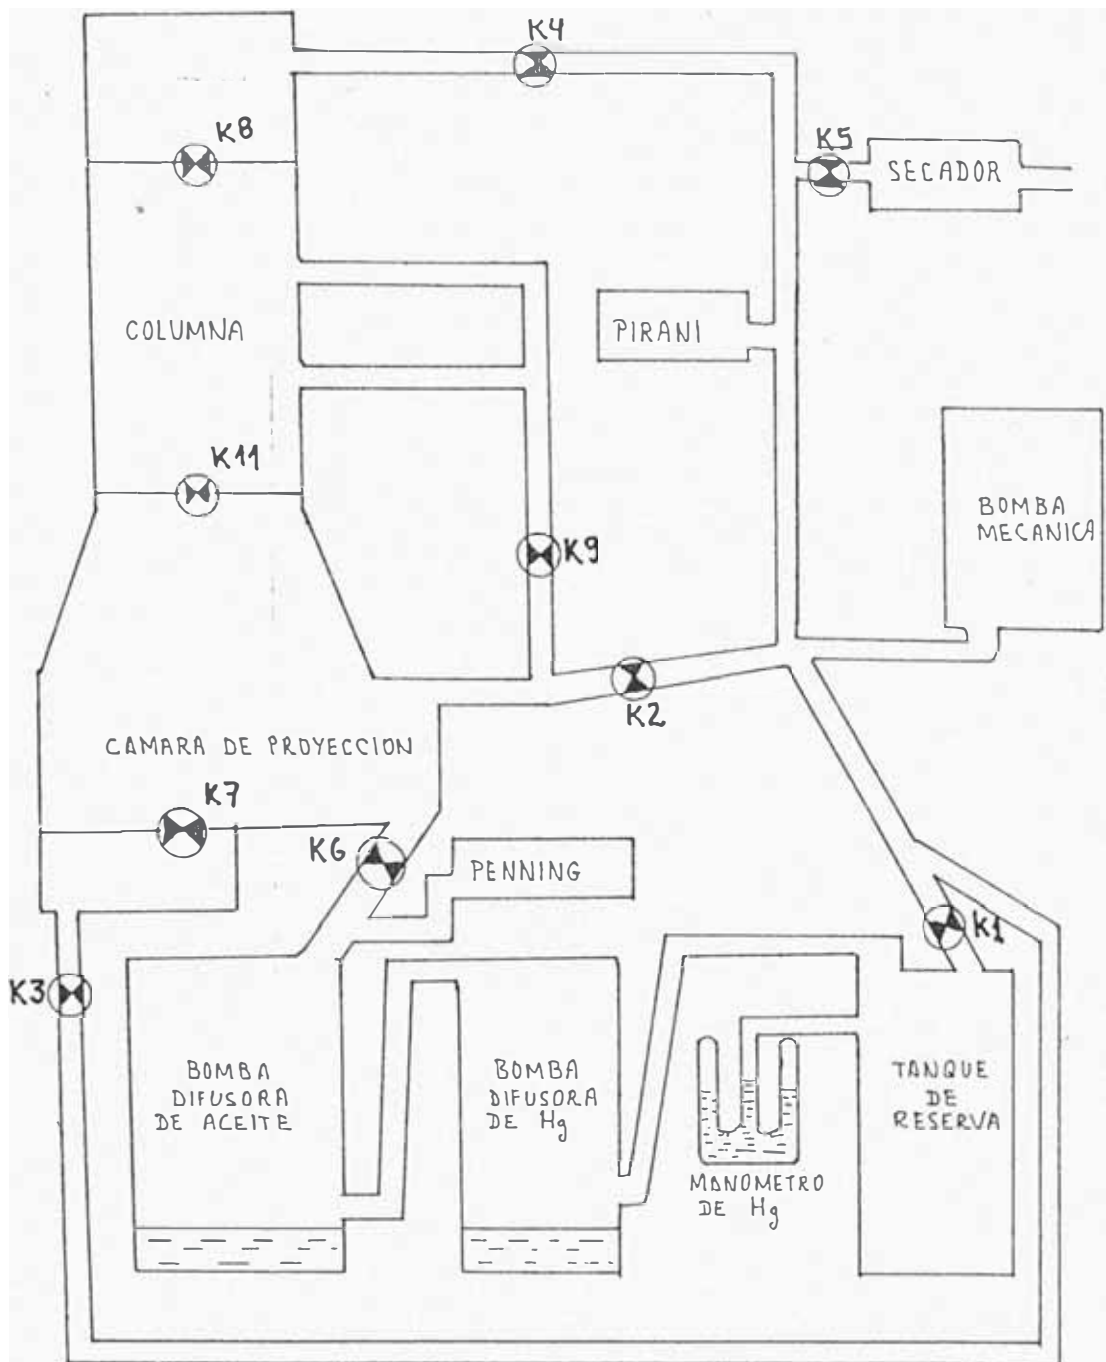 K4
K8
K5
SECADOR
COLUMNA
PIRANI
K11
BOMBA
MECANICA
K9
K2
CAMARA DE PROYECCION
K7
K6
PENNING
K1
K3
BOMBA
DIFUSORA
DE ACEITE
BOMBA
DIFUSORA
DE Hg
TANQUE
DE
RESERVA
MANOMETRO
DE Hg